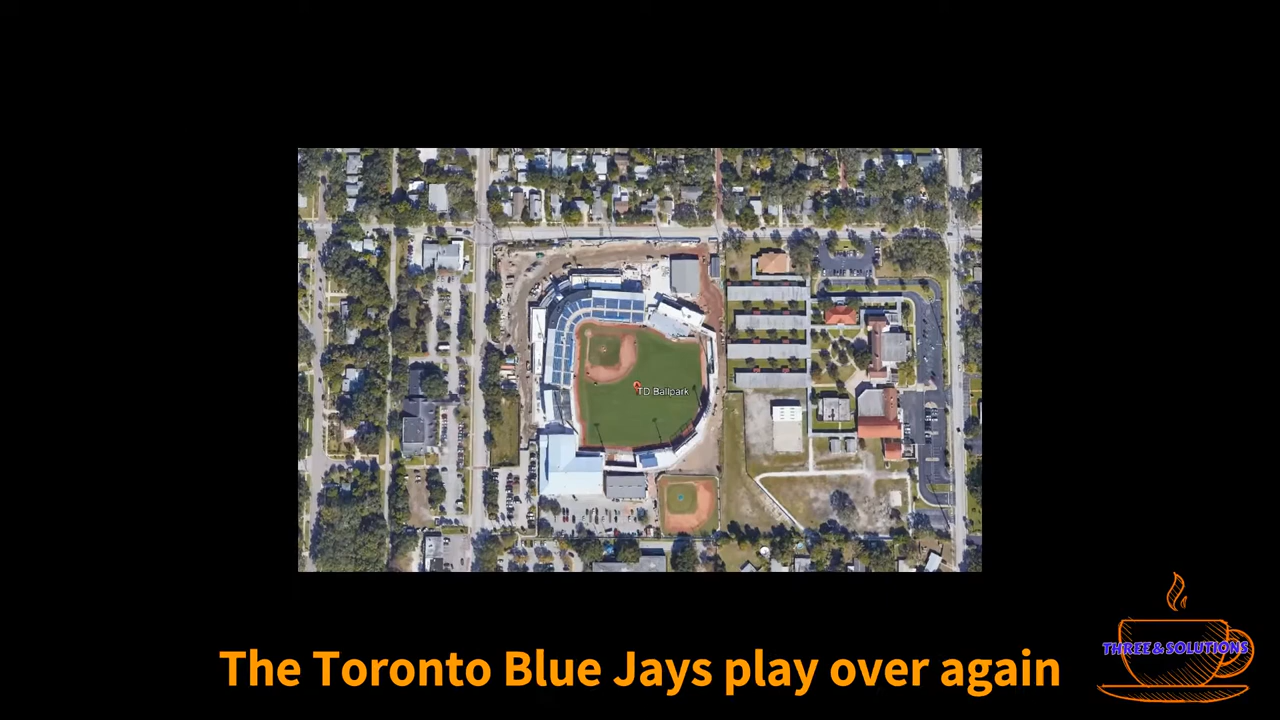 TD Ballpark
THREE & SOLUTIONS
The Toronto Blue Jays play over again